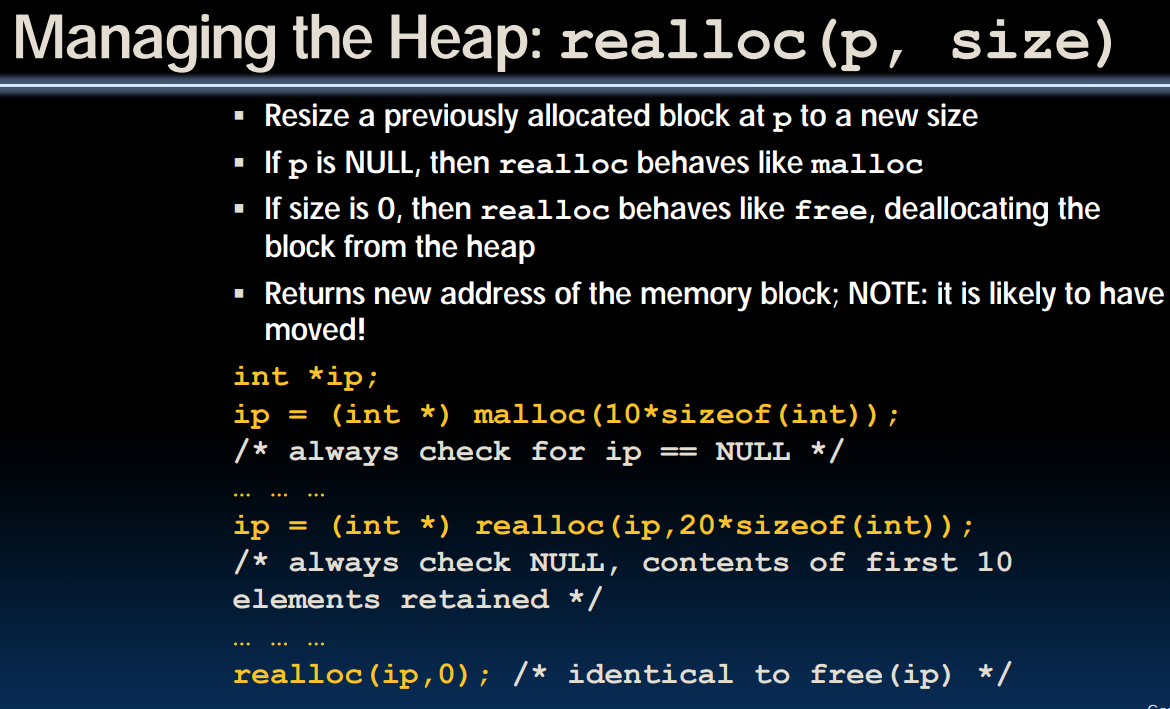 Managing the Heap: realloc(p, size)
▪ Resize a previously allocated block at p to a new size
▪ If p is NULL, then realloc behaves like malloc
▪ If size is 0, then realloc behaves like free, deallocating the
block from the heap
▪ Returns new address of the memory block; NOTE: it is likely to have
moved!
int *ip;
ip = (int *) malloc(10*sizeof(int));
/* always check for ip == NULL */
… … …
ip = (int *) realloc(ip,20*sizeof(int));
/* always check NULL, contents of first 10
elements retained */
… … …
realloc(ip,0); /* identical to free(ip) */